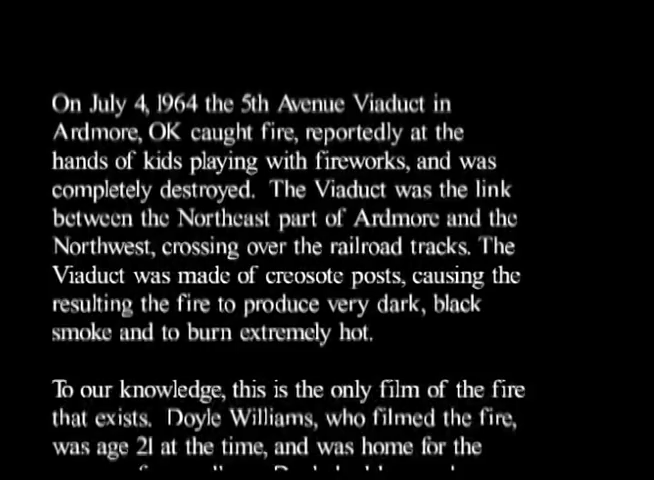 On July 4, 1964 the 5th Avenue Viaduct in
Ardmore, OK caught fire, reportedly at the
hands of kids playing with fireworks, and was
completely destroyed. The Viaduct was the link
between the Northeast part of Ardmore and the
Northwest, crossing over the railroad tracks. The
Viaduct was made of creosote posts, causing the
resulting the fire to produce very dark, black
smoke and to burn extremely hot.
To our knowledge, this is the only film of the fire
that exists. Doyle Williams, who filmed the fire,
was age 21 at the time, and was home for the